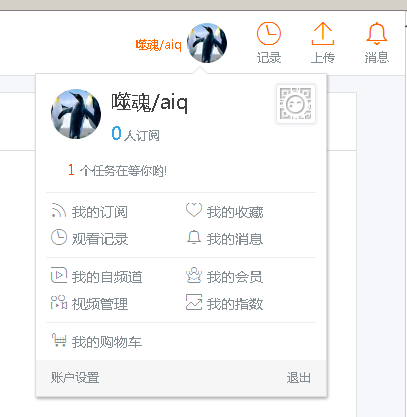 噬魂/aiq
记录 上传 消息
噬魂/aiq
0 人订阅
1 个任务在等你哟!
我的订阅 我的收藏
观看记录 我的消息
我的自频道 我的会员
视频管理 我的指数
我的购物车
账户设置 退出